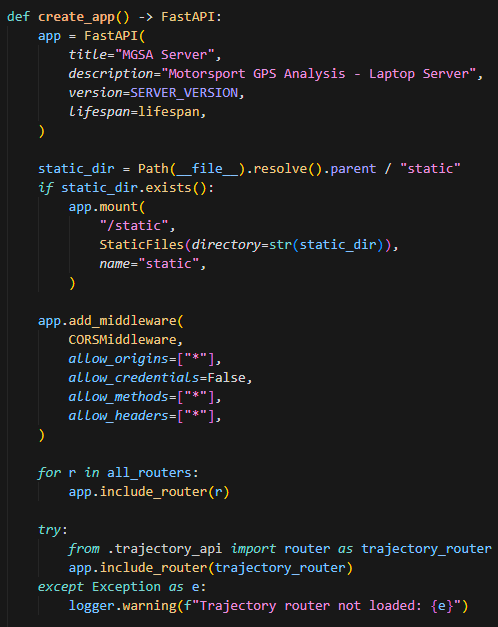 def create_app() -> FastAPI:
    app = FastAPI(
        title="MGSA Server",
        description="Motorsport GPS Analysis - Laptop Server",
        version=SERVER_VERSION,
        lifespan=lifespan,
    )

    static_dir = Path(__file__).resolve().parent / "static"
    if static_dir.exists():
        app.mount(
            "/static",
            StaticFiles(directory=str(static_dir)),
            name="static",
        )

    app.add_middleware(
        CORSMiddleware,
        allow_origins=["*"],
        allow_credentials=False,
        allow_methods=["*"],
        allow_headers=["*"],
    )

    for r in all_routers:
        app.include_router(r)

    try:
        from .trajectory_api import router as trajectory_router
        app.include_router(trajectory_router)
    except Exception as e:
        logger.warning(f"Trajectory router not loaded: {e}")